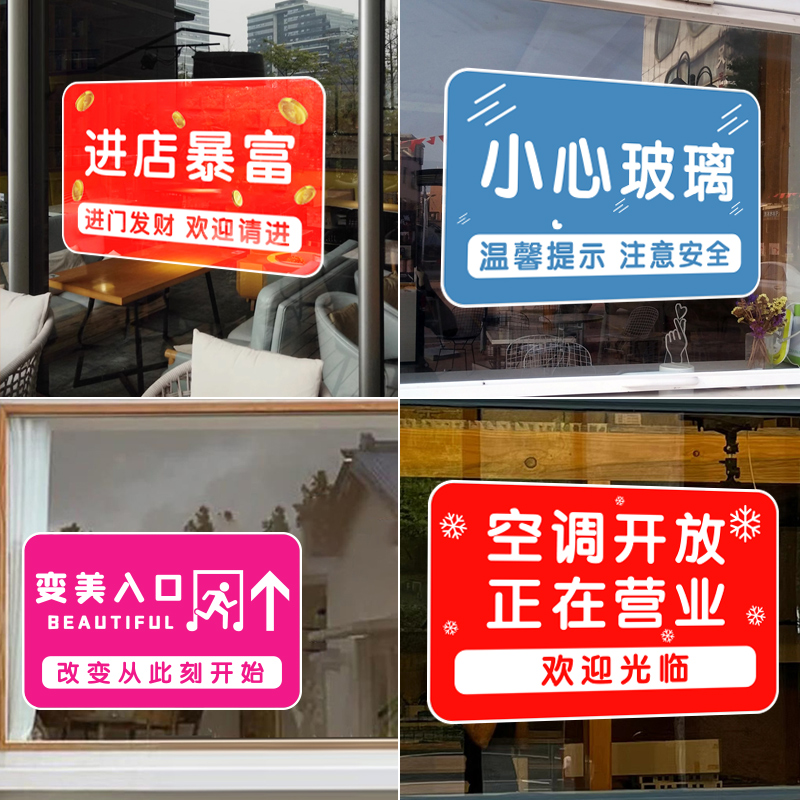 进店暴富
进门发财 欢迎请进
小心玻璃
温馨提示 注意安全
变美入口
BEAUTIFUL
改变从此刻开始
空调开放
正在营业
欢迎光临